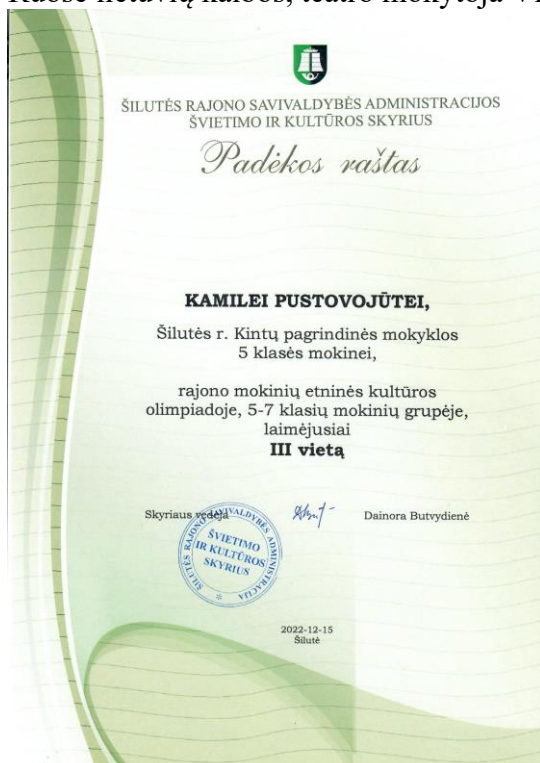 lietuvių kalbos, teatro mokytoja
ŠILUTĖS RAJONO SAVIVALDYBĖS ADMINISTRACIJOS
ŠVIETIMO IR KULTŪROS SKYRIUS
Padėkos raštas
KAMILEI PUSTOVOJŪTEI,
Šilutės r. Kintų pagrindinės mokyklos
5 klasės mokinei,
rajono mokinių etninės kultūros
olimpiadoje, 5-7 klasių mokinių grupėje,
laimėjusiai
III vietą
Skyriaus vedėja
Dainora Butvydienė
ŠILUTĖS RAJONO SAVIVALDYBĖS ADMINISTRACIJA
ŠVIETIMO
IR KULTŪROS
SKYRIUS
2022-12-15
Šilutė